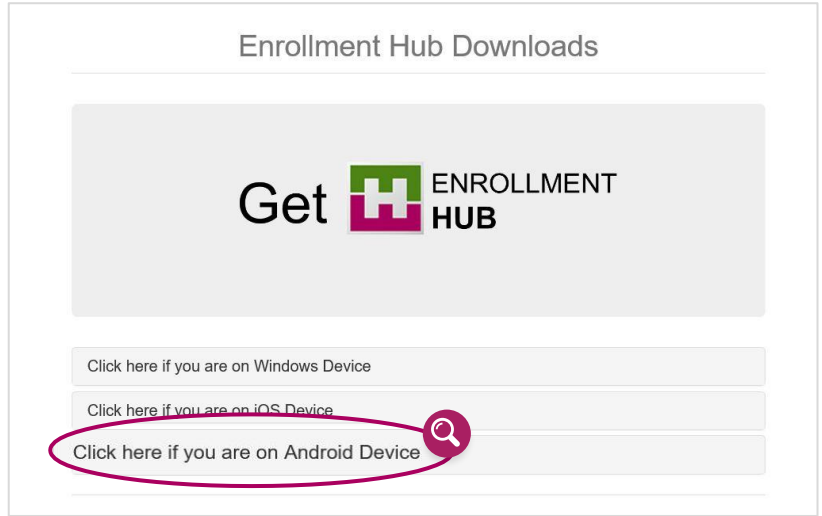 Enrollment Hub Downloads
Get H ENROLLMENT
HUB
Click here if you are on Windows Device
Click here if you are on iOS Device
Click here if you are on Android Device